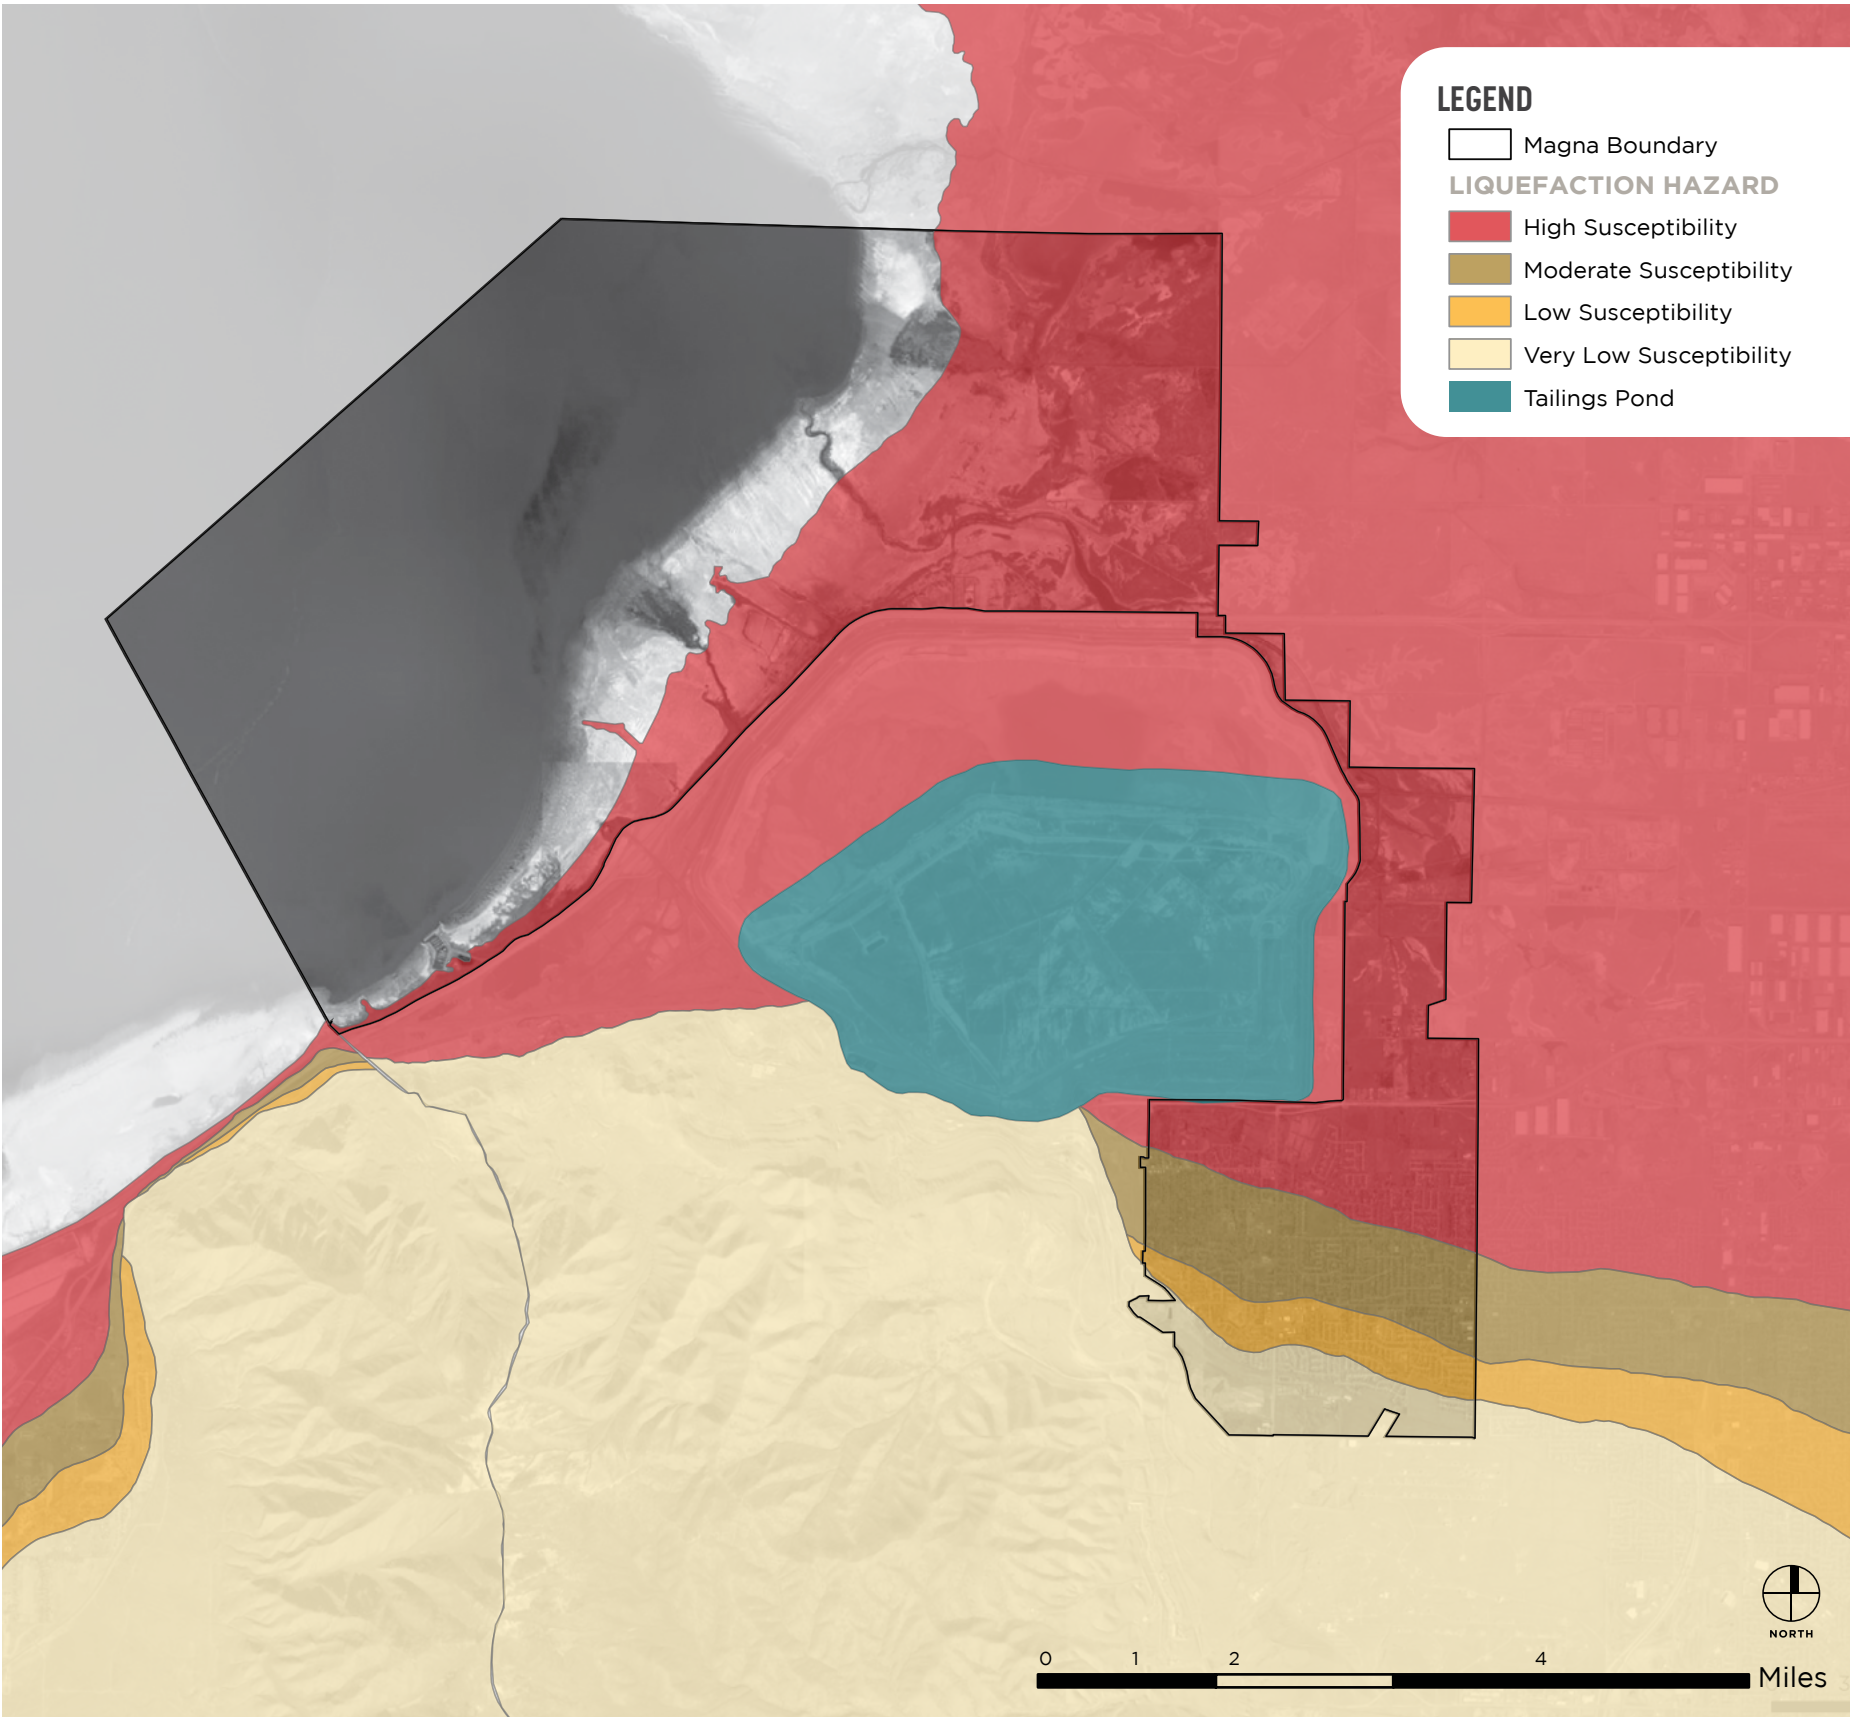 LEGEND
Magna Boundary
LIQUEFACTION HAZARD
High Susceptibility
Moderate Susceptibility
Low Susceptibility
Very Low Susceptibility
Tailings Pond
NORTH
0 1 2 4
Miles